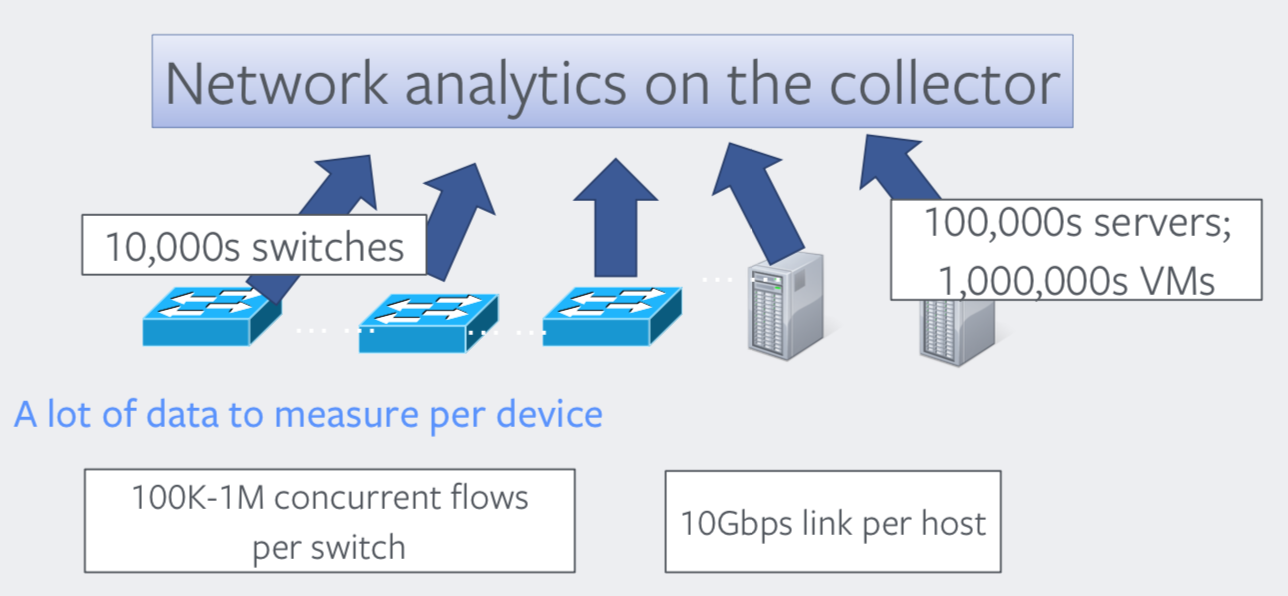 Network analytics on the collector
10,000s switches
100,000s servers;
1,000,000s VMs
... ...
... ...
... ...
A lot of data to measure per device
100K-1M concurrent flows
per switch
10Gbps link per host